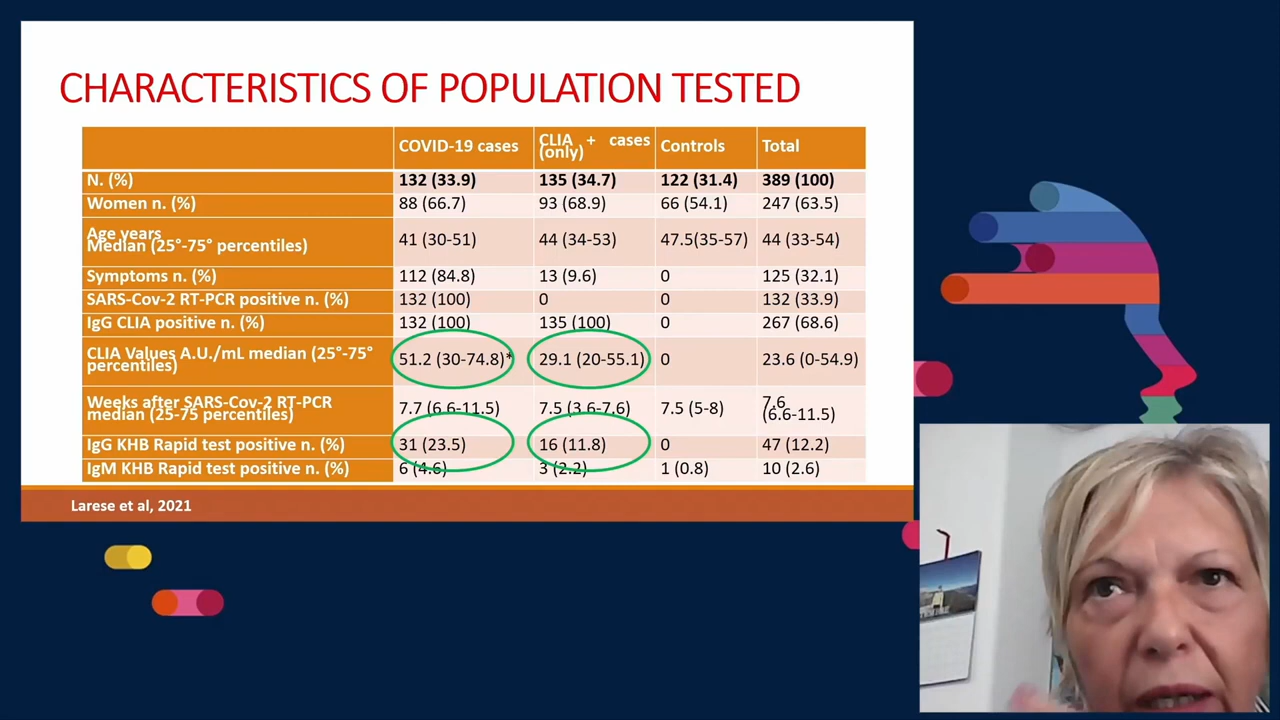 CHARACTERISTICS OF POPULATION TESTED
COVID-19 cases CLIA + cases (only) Controls Total
N. (%) 132 (33.9) 135 (34.7) 122 (31.4) 389 (100)
Women n. (%) 88 (66.7) 93 (68.9) 66 (54.1) 247 (63.5)
Age years
Median (25°-75° percentiles) 41 (30-51) 44 (34-53) 47.5(35-57) 44 (33-54)
Symptoms n. (%) 112 (84.8) 13 (9.6) 0 125 (32.1)
SARS-Cov-2 RT-PCR positive n. (%) 132 (100) 0 0 132 (33.9)
IgG CLIA positive n. (%) 132 (100) 135 (100) 0 267 (68.6)
CLIA Values A.U./mL median (25°-75°
percentiles) 51.2 (30-74.8)* 29.1 (20-55.1) 0 23.6 (0-54.9)
Weeks after SARS-Cov-2 RT-PCR
median (25-75 percentiles) 7.7 (6.6-11.5) 7.5 (3.6-7.6) 7.5 (5-8) 7.6 (6.6-11.5)
IgG KHB Rapid test positive n. (%) 31 (23.5) 16 (11.8) 0 47 (12.2)
IgM KHB Rapid test positive n. (%) 6 (4.6) 3 (2.2) 1 (0.8) 10 (2.6)
Larese et al, 2021